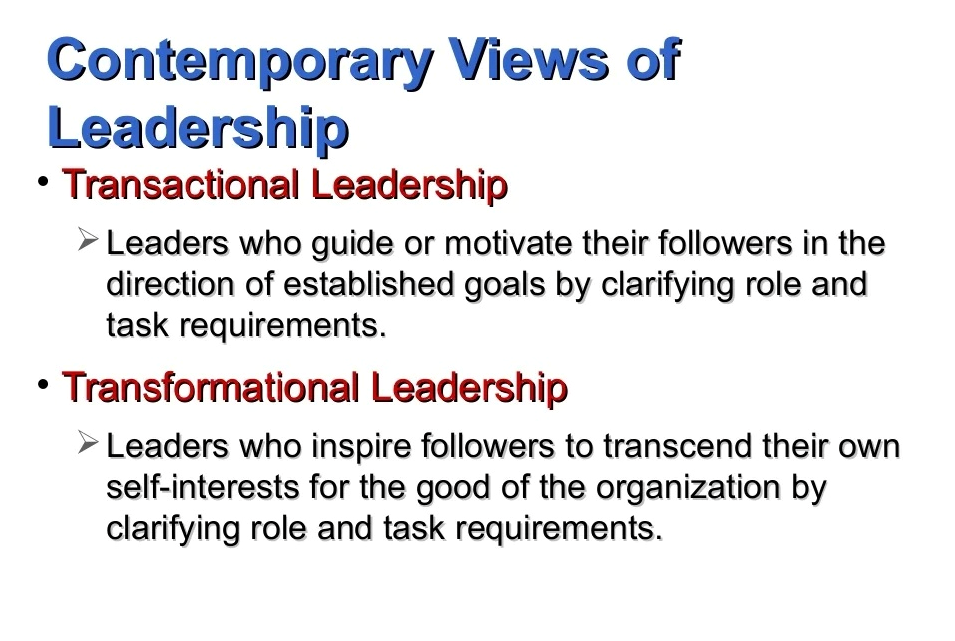 Contemporary Views of
Leadership
• Transactional Leadership
➢ Leaders who guide or motivate their followers in the
direction of established goals by clarifying role and
task requirements.
• Transformational Leadership
➢ Leaders who inspire followers to transcend their own
self-interests for the good of the organization by
clarifying role and task requirements.